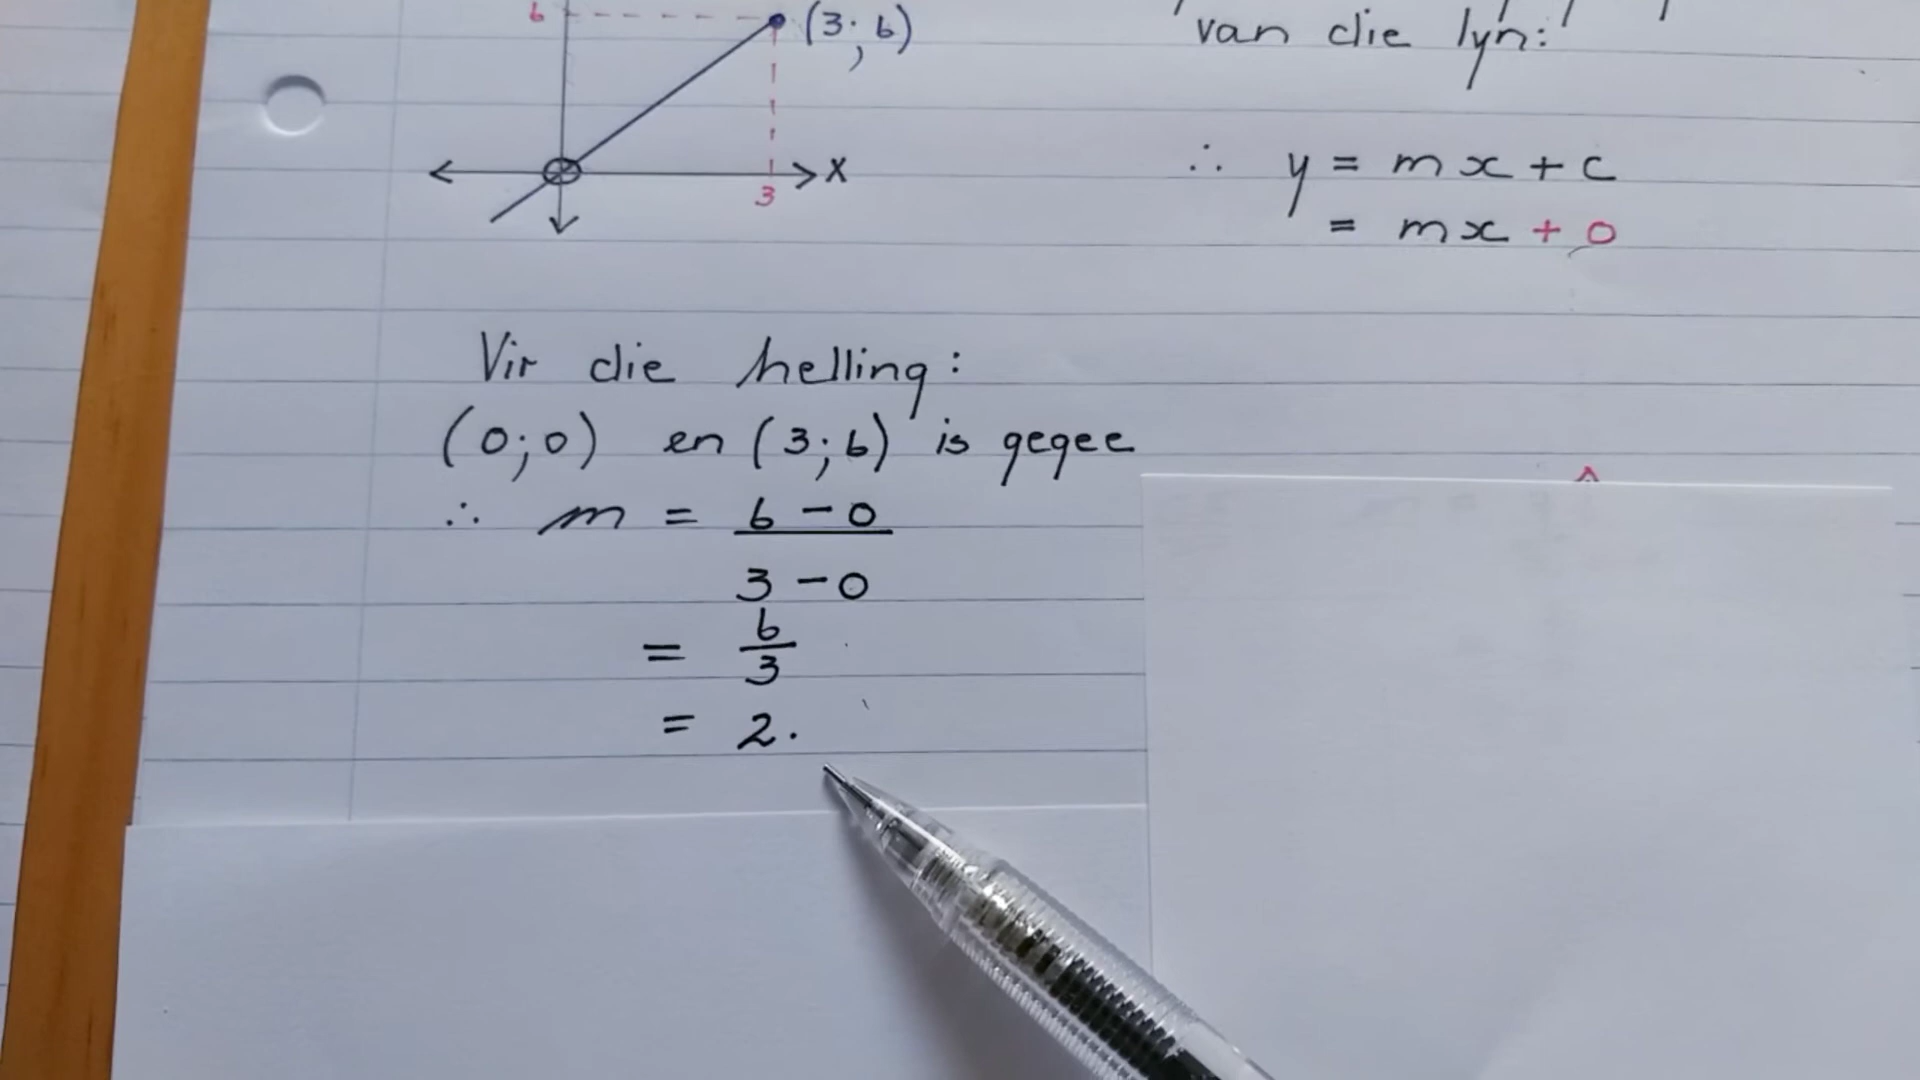 6
(3; 6)
X
3
van die lyn:
∴ y = mx + c
= mx + 0
Vir die helling:
(0;0) en (3;6) is gegee
∴ m = 6 - 0
3 - 0
= 6
3
= 2.